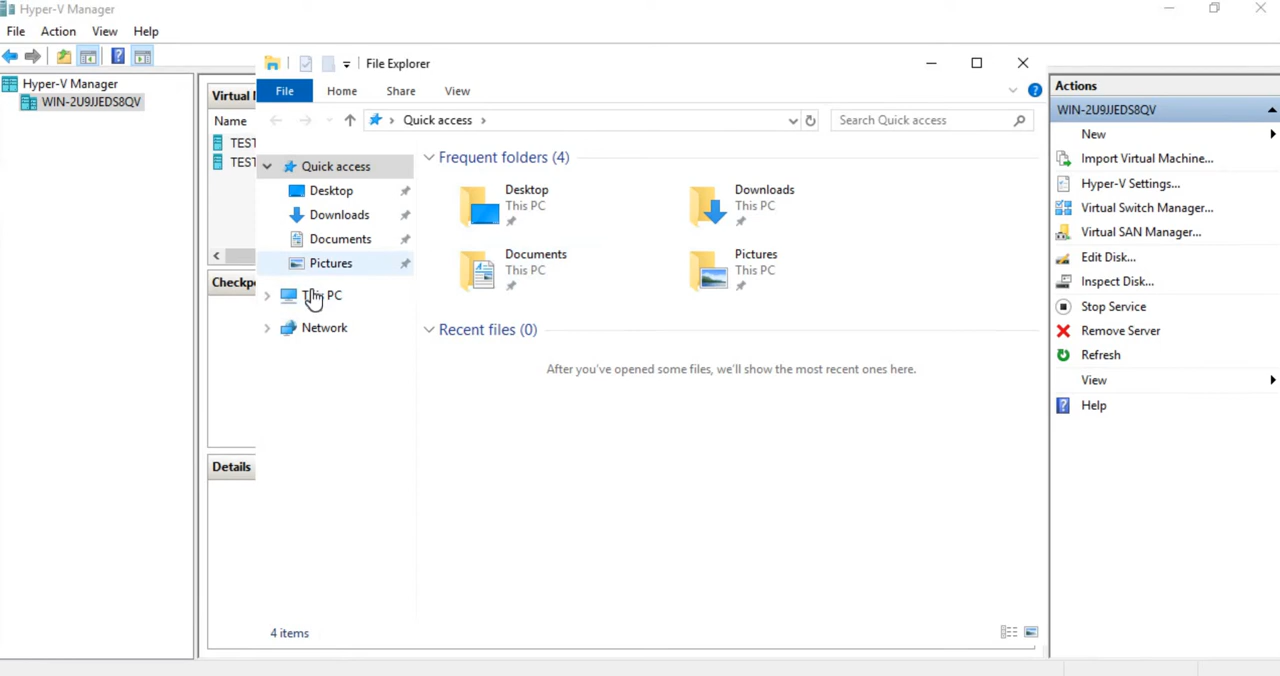 Hyper-V Manager
File Action View Help
Hyper-V Manager
WIN-2U9JJEDS8QV
Virtual
Name
TEST
TEST
Checkpo
Details
File Explorer
File Home Share View
Quick access
Search Quick access
Quick access
Desktop
Downloads
Documents
Pictures
This PC
Network
Frequent folders (4)
Desktop
This PC
Downloads
This PC
Documents
This PC
Pictures
This PC
Recent files (0)
After you've opened some files, we'll show the most recent ones here.
4 items
Actions
WIN-2U9JJEDS8QV
New
Import Virtual Machine...
Hyper-V Settings...
Virtual Switch Manager...
Virtual SAN Manager...
Edit Disk...
Inspect Disk...
Stop Service
Remove Server
Refresh
View
Help